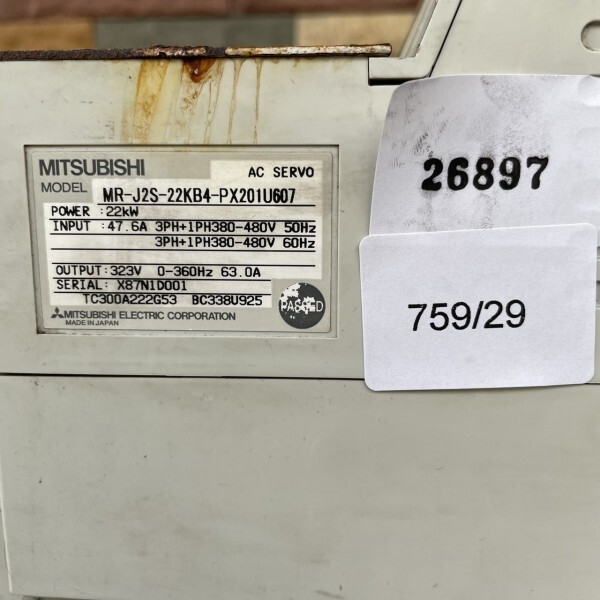 MITSUBISHI AC SERVO
MODEL MR-J2S-22KB4-PX201U607
POWER :22kW
INPUT :47.6A 3PH+1PH380-480V 50Hz
3PH+1PH380-480V 60Hz
OUTPUT:323V 0-360Hz 63.0A
SERIAL: X87N1D001
TC300A222G53 BC338U925
PASSED
MITSUBISHI ELECTRIC CORPORATION
MADE IN JAPAN
26897
759/29